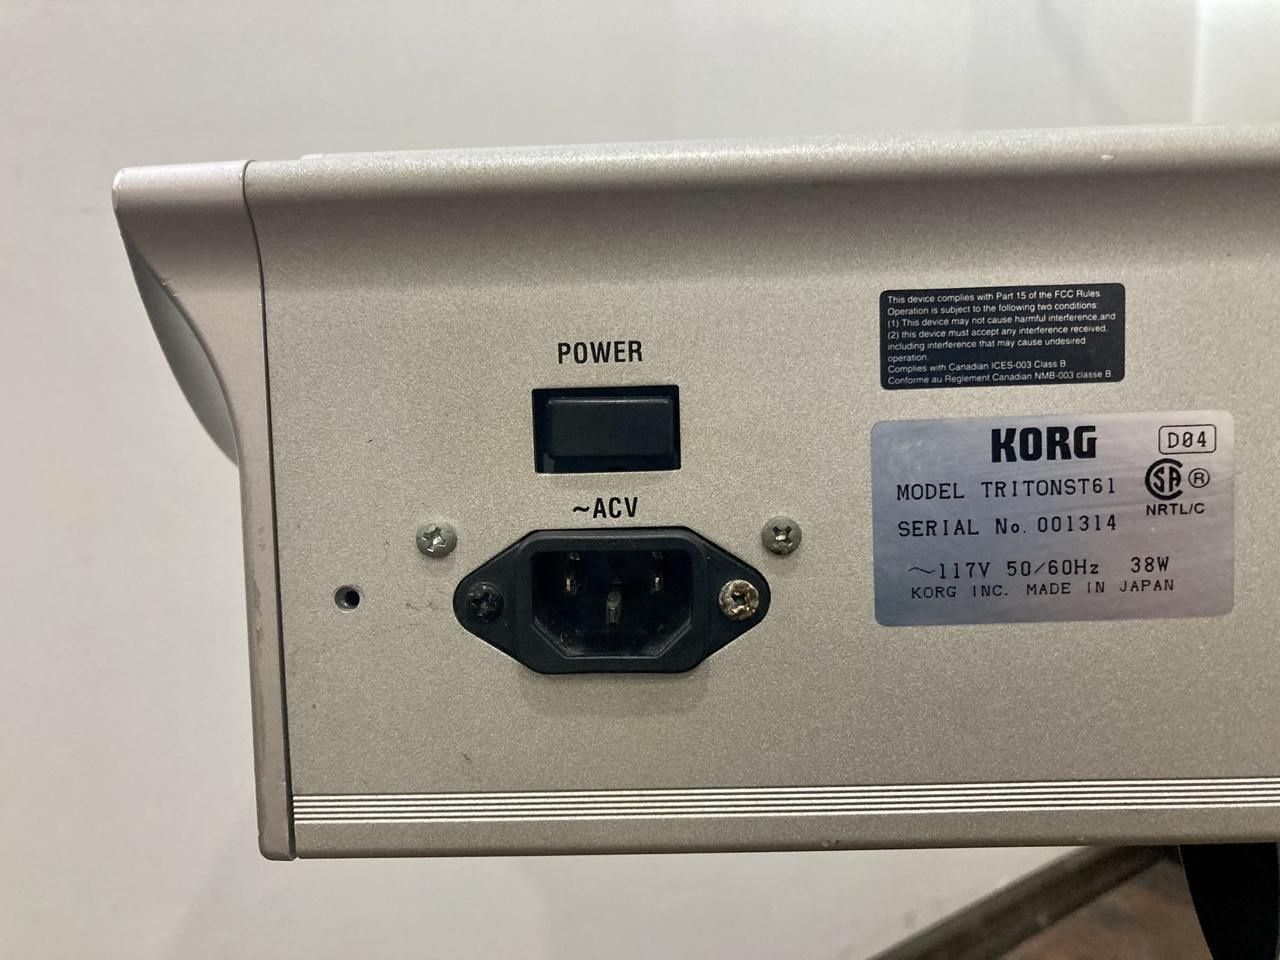 POWER
~ACV
This device complies with Part 15 of the FCC Rules.
Operation is subject to the following two conditions:
(1) This device may not cause harmful interference,and
(2) this device must accept any interference received,
including interference that may cause undesired
operation.
Complies with Canadian ICES-003 Class B
Conforme au Reglement Canadian NMB-003 classe B.
KORG D04
MODEL TRITONST61
SA ®
NRTL/C
SERIAL No. 001314
~117V 50/60Hz 38W
KORG INC. MADE IN JAPAN